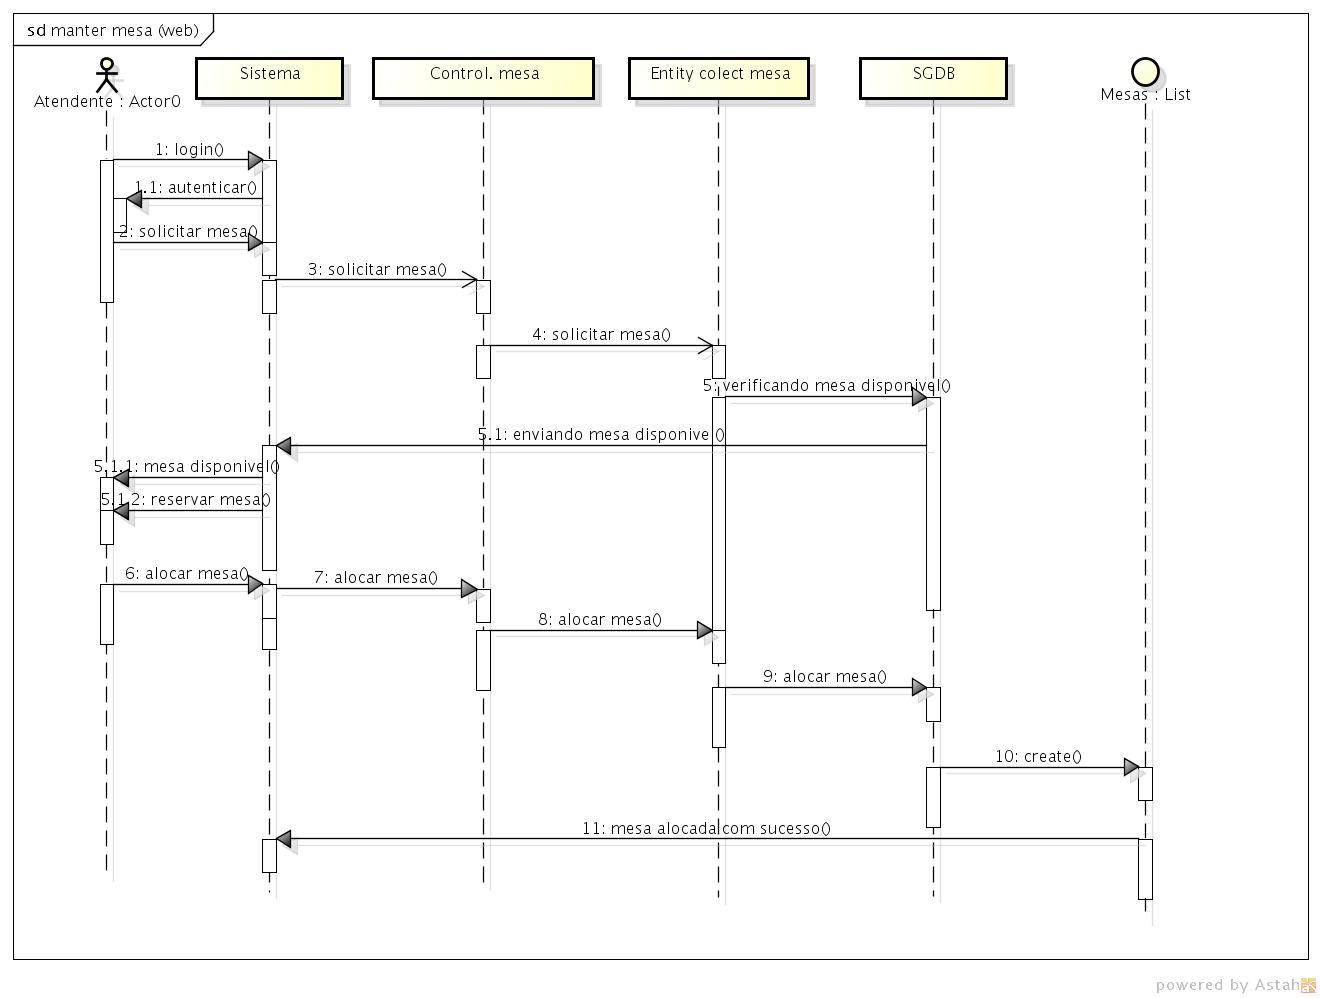 sd manter mesa (web)
Atendente : Actor0
Sistema
Control. mesa
Entity colect mesa
SGDB
Mesas : List
1: login()
1.1: autenticar()
2: solicitar mesa()
3: solicitar mesa()
4: solicitar mesa()
5: verificando mesa disponivel()
5.1: enviando mesa disponive ()
5.1.1: mesa disponivel()
5.1.2: reservar mesa()
6: alocar mesa()
7: alocar mesa()
8: alocar mesa()
9: alocar mesa()
10: create()
11: mesa alocada com sucesso()
powered by Astah